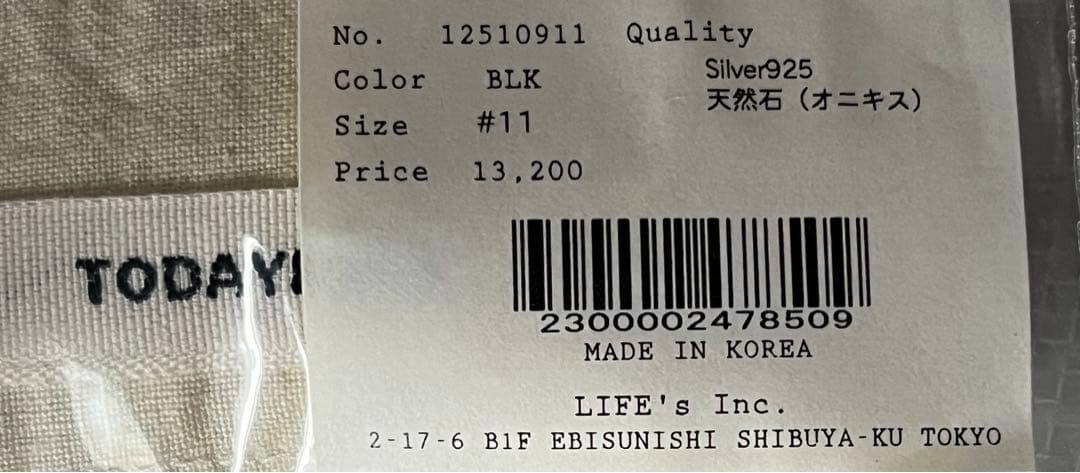 No. 12510911 Quality
Color BLK
Silver925
天然石（オニキス）
Size #11
Price 13,200
TODAY
2300002478509
MADE IN KOREA
LIFE's Inc.
2-17-6 B1F EBISUNISHI SHIBUYA-KU TOKYO